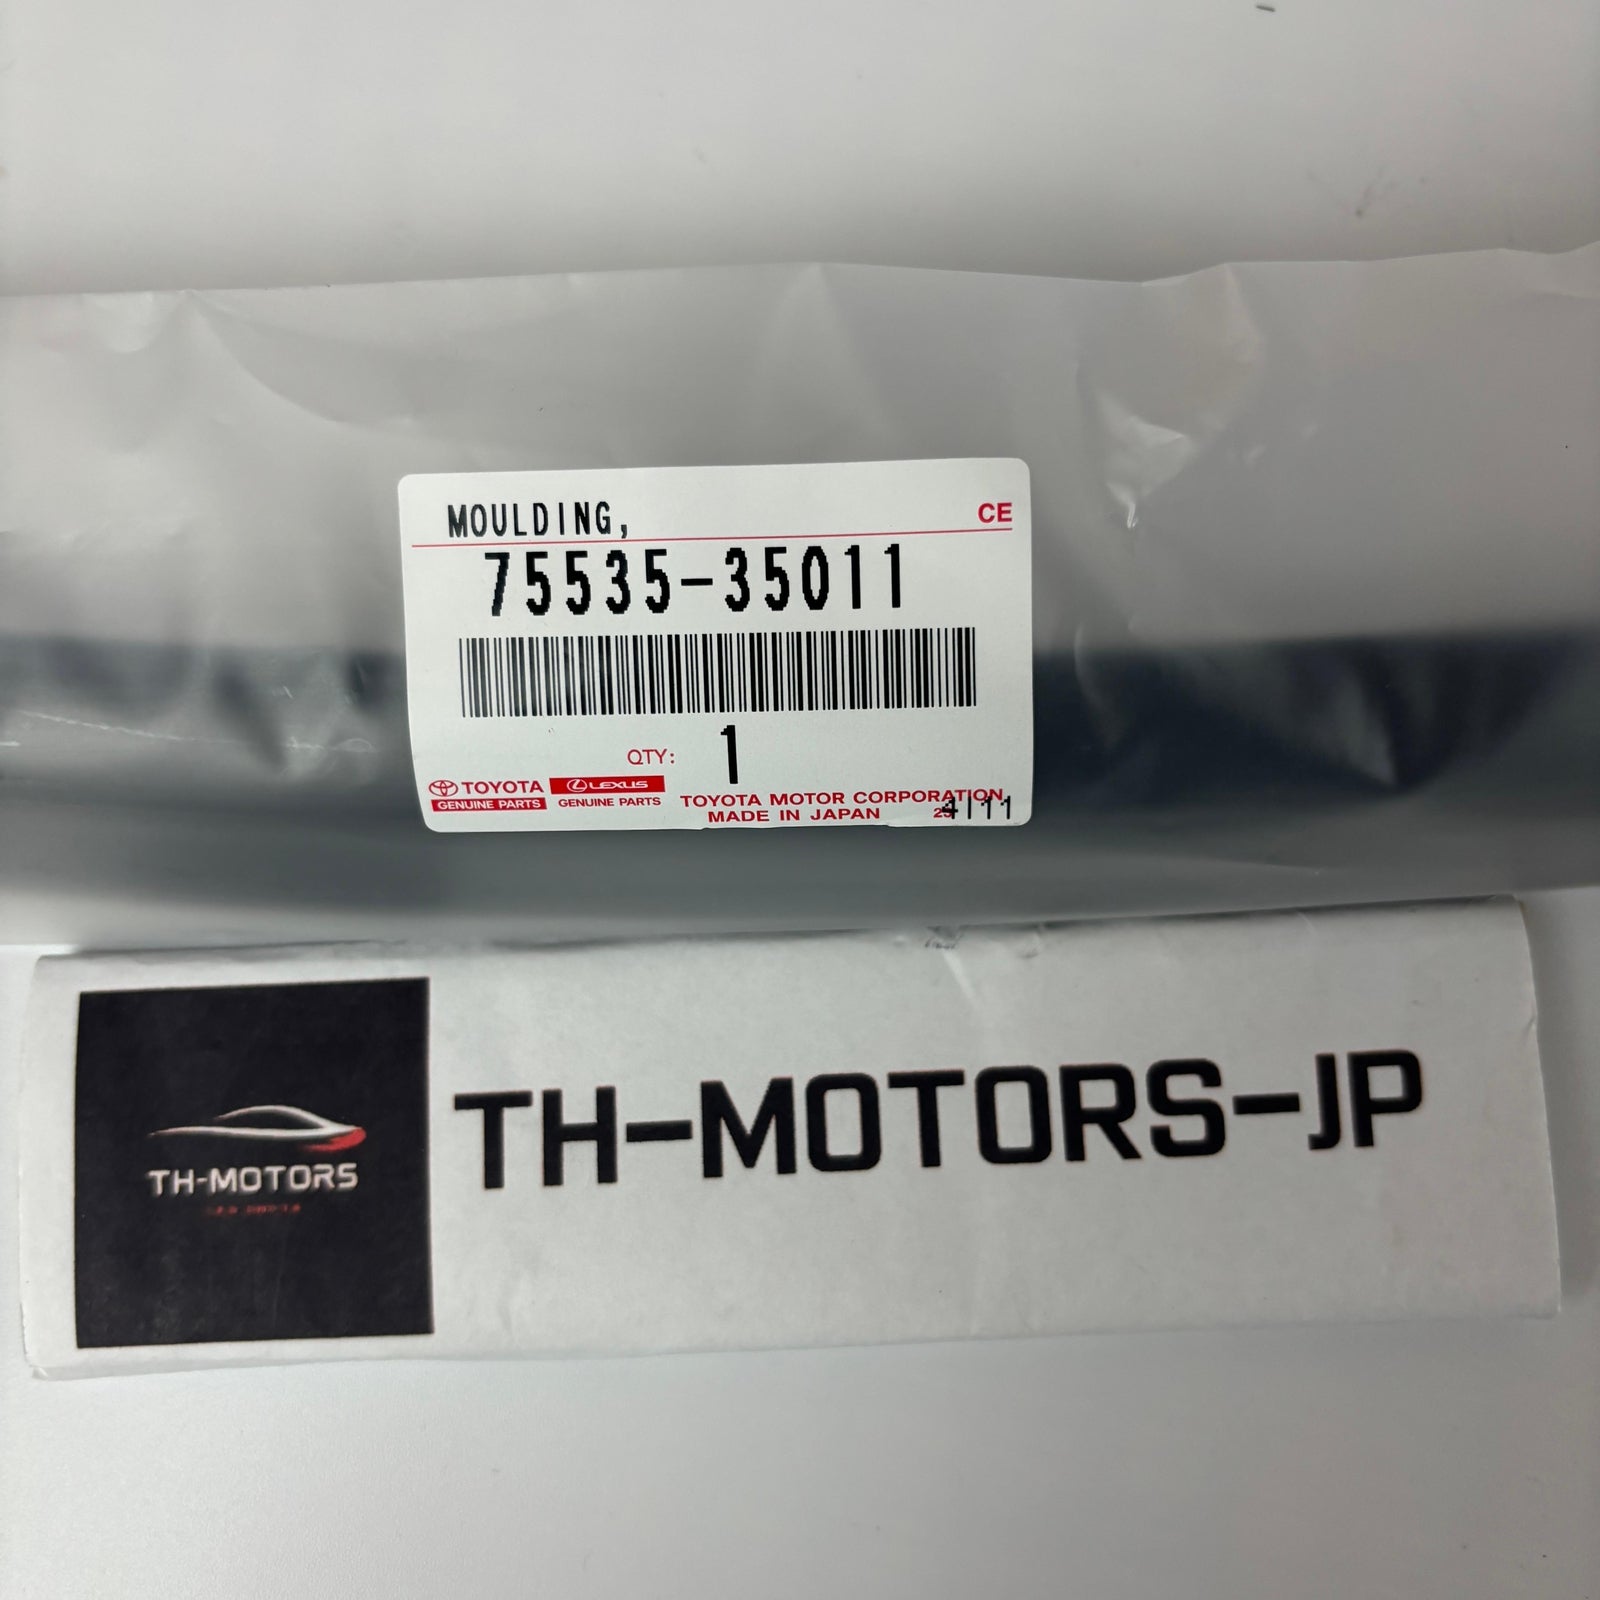 MOULDING,
CE
75535-35011
QTY: 1
TOYOTA
LEXUS
GENUINE PARTS
GENUINE PARTS
TOYOTA MOTOR CORPORATION
MADE IN JAPAN
TH-MOTORS
TH-MOTORS-JP